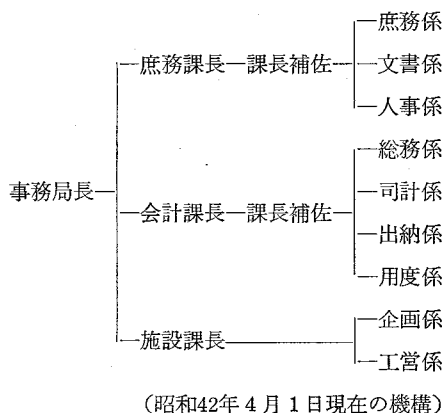 庶務係
庶務課長 課長補佐 文書係
人事係
総務係
司計係
事務局長 会計課長 課長補佐
出納係
用度係
企画係
施設課長
工営係
(昭和42年4月1日現在の機構)